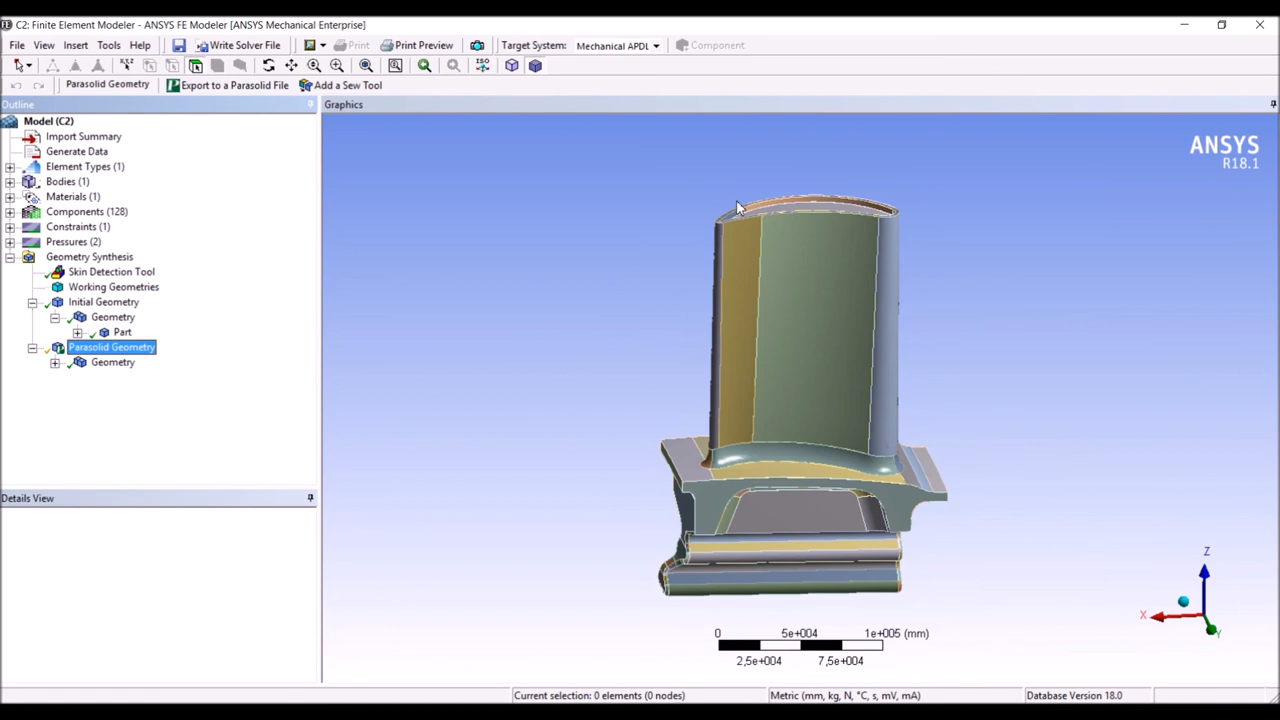 C2: Finite Element Modeler - ANSYS FE Modeler [ANSYS Mechanical Enterprise]
File View Insert Tools Help Write Solver File Print Print Preview Target System: Mechanical APDL Component
XYZ ISO
Parasolid Geometry Export to a Parasolid File Add a Sew Tool
Outline
Graphics
Model (C2)
Import Summary
Generate Data
Element Types (1)
Bodies (1)
Materials (1)
Components (128)
Constraints (1)
Pressures (2)
Geometry Synthesis
Skin Detection Tool
Working Geometries
Initial Geometry
Geometry
Part
Parasolid Geometry
Geometry
Details View
ANSYS
R18.1
Z
X
Y
0 5e+004 1e+005 (mm)
2,5e+004 7,5e+004
Current selection: 0 elements (0 nodes) Metric (mm, kg, N, °C, s, mV, mA) Database Version 18.0